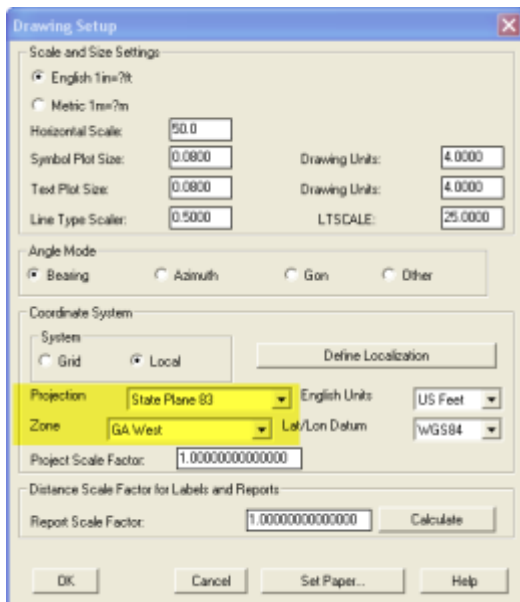 Drawing Setup
Scale and Size Settings
English 1in=?ft
Metric 1m=?m
Horizontal Scale: 50.0
Symbol Plot Size: 0.0800 Drawing Units: 4.0000
Text Plot Size: 0.0800 Drawing Units: 4.0000
Line Type Scaler: 0.5000 LTSCALE: 25.0000
Angle Mode
Bearing Azimuth Gon Other
Coordinate System
System
Grid Local Define Localization
Projection State Plane 83 English Units US Feet
Zone GA West Lat/Lon Datum WGS84
Project Scale Factor: 1.00000000000000
Distance Scale Factor for Labels and Reports
Report Scale Factor: 1.00000000000000 Calculate
OK Cancel Set Paper... Help